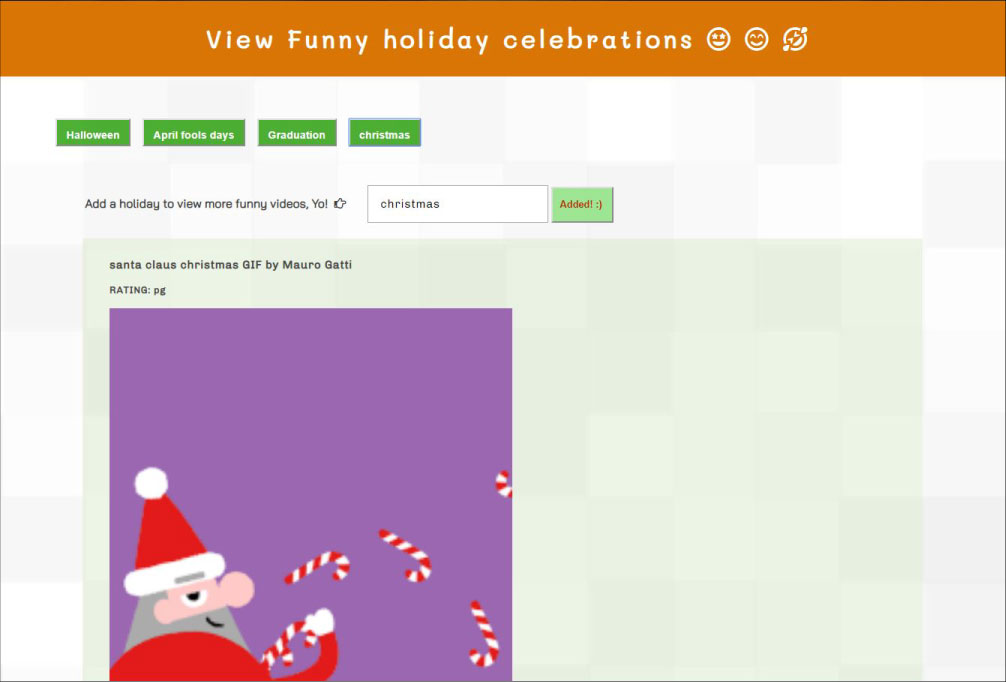 View Funny holiday celebrations
Halloween April fools days Graduation christmas
Add a holiday to view more funny videos, Yo! christmas Added! :)
santa claus christmas GIF by Mauro Gatti
RATING: pg